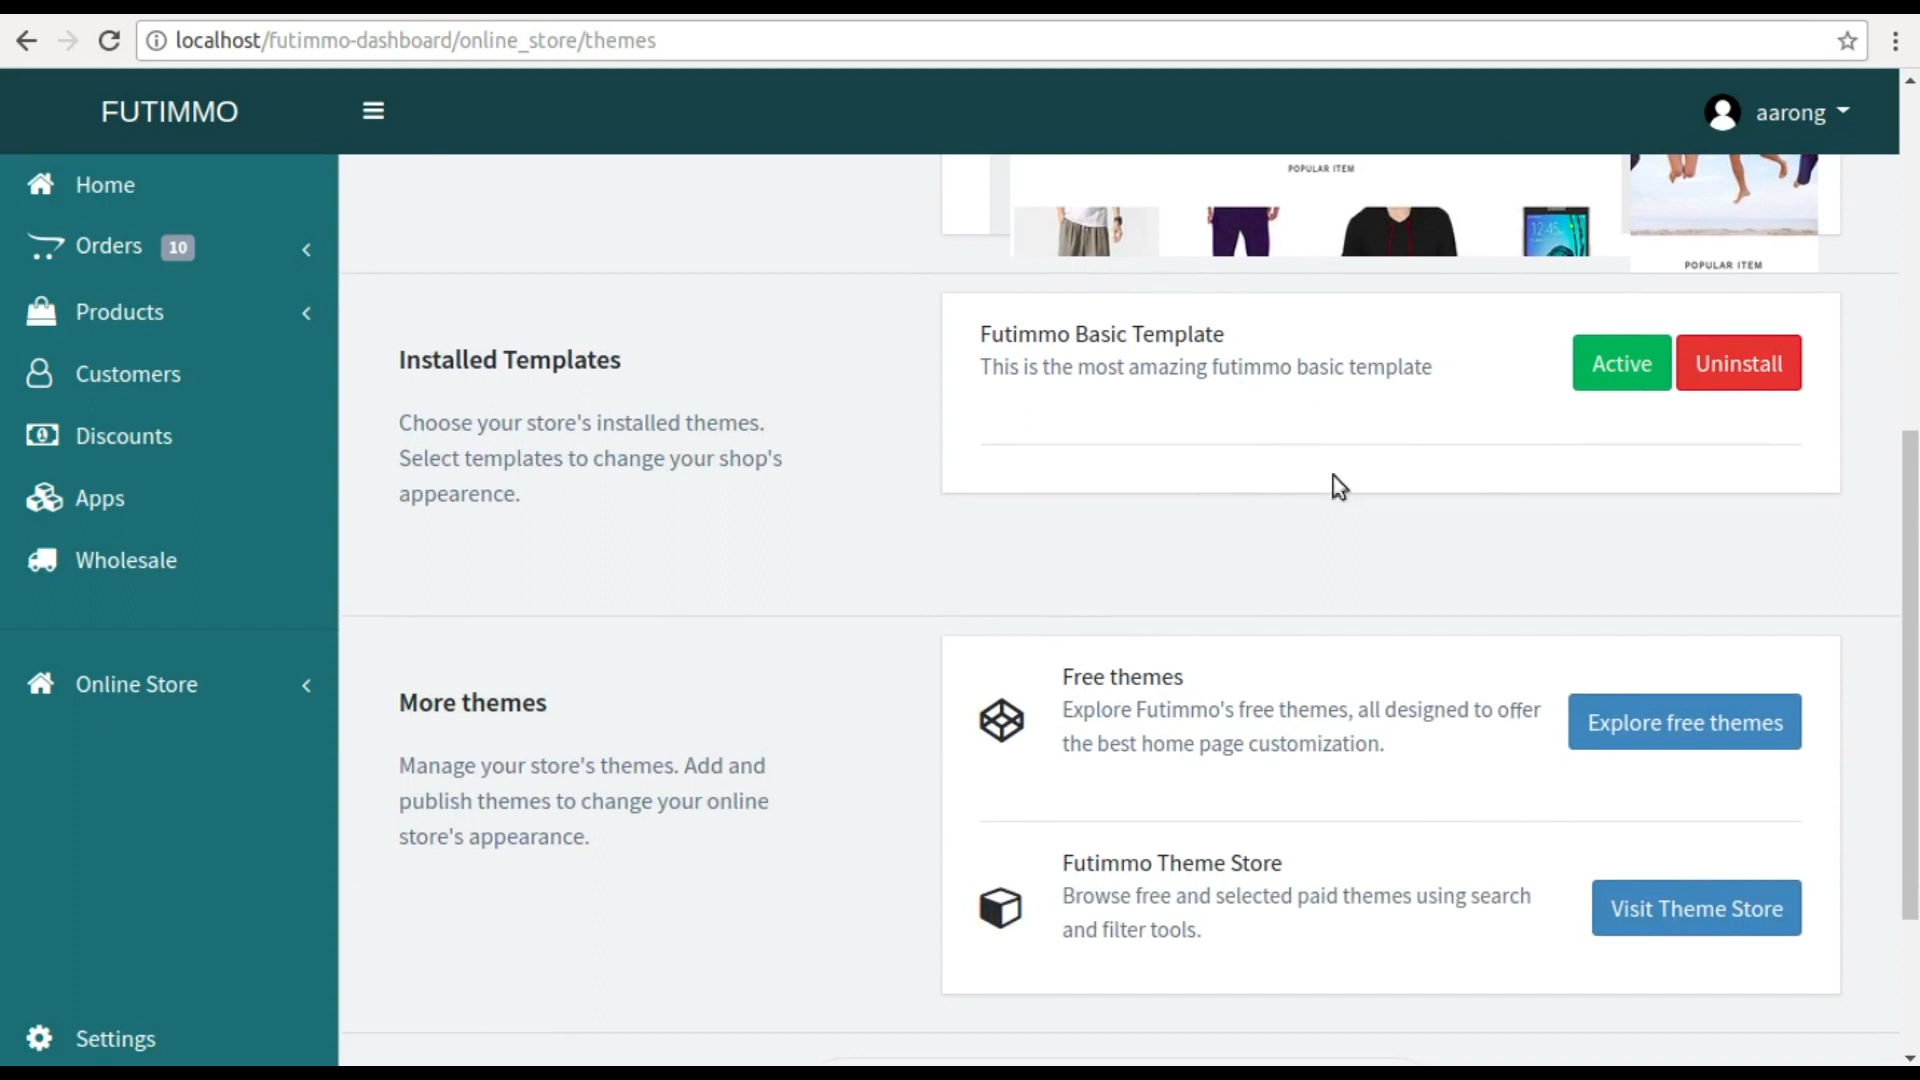 localhost/futimmo-dashboard/online_store/themes
FUTIMMO
aarong
Home
Orders 10
Products
Customers
Discounts
Apps
Wholesale
Online Store
Settings
POPULAR ITEM
12:45
POPULAR ITEM
Installed Templates
Choose your store's installed themes.
Select templates to change your shop's
appearence.
Futimmo Basic Template
This is the most amazing futimmo basic template
Active
Uninstall
More themes
Manage your store's themes. Add and
publish themes to change your online
store's appearance.
Free themes
Explore Futimmo's free themes, all designed to offer
the best home page customization.
Explore free themes
Futimmo Theme Store
Browse free and selected paid themes using search
and filter tools.
Visit Theme Store